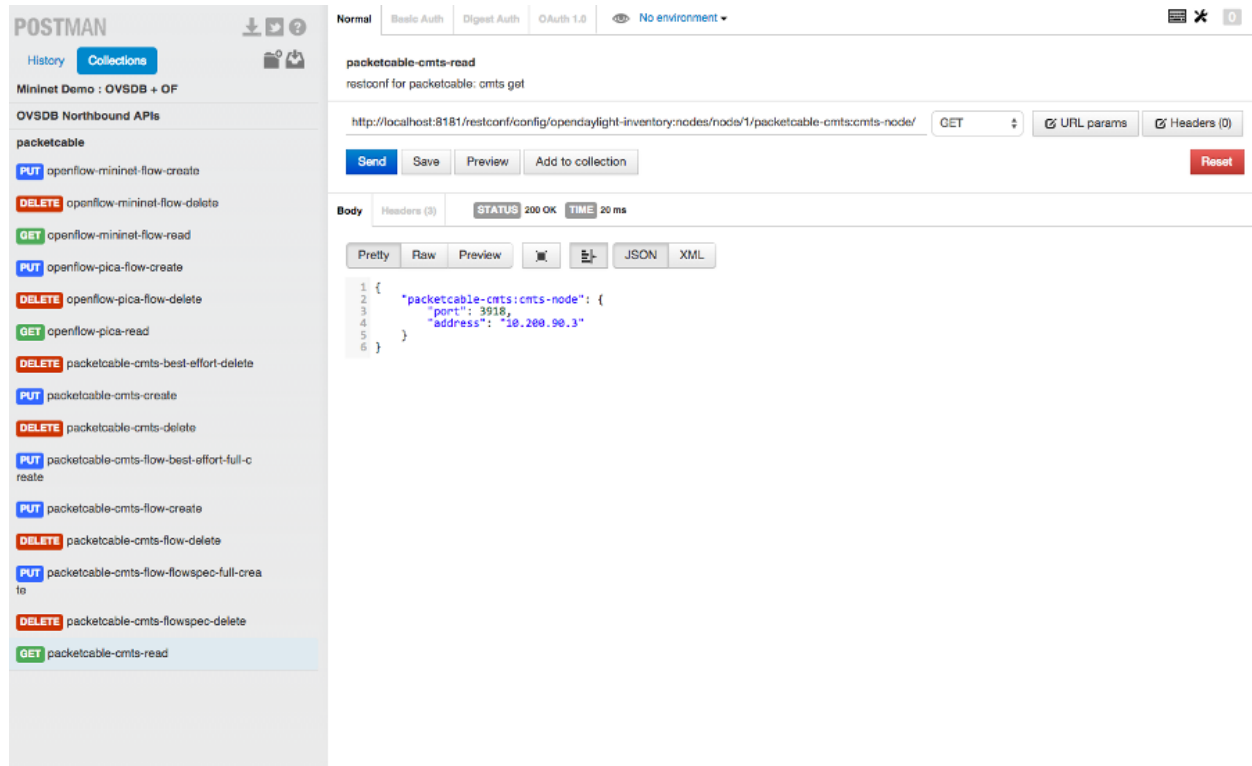 POSTMAN
History
Collections
Mininet Demo : OVSDB + OF
OVSDB Northbound APIs
packetcable
PUT openflow-mininet-flow-create
DELETE openflow-mininet-flow-delete
GET openflow-mininet-flow-read
PUT openflow-pica-flow-create
DELETE openflow-pica-flow-delete
GET openflow-pica-read
DELETE packetcable-cmts-best-effort-delete
PUT packetcable-cmts-create
DELETE packetcable-cmts-delete
PUT packetcable-cmts-flow-best-effort-full-c
reate
PUT packetcable-cmts-flow-create
DELETE packetcable-cmts-flow-delete
PUT packetcable-cmts-flow-flowspec-full-crea
te
DELETE packetcable-cmts-flowspec-delete
GET packetcable-cmts-read
Normal Basic Auth Digest Auth OAuth 1.0 No environment 0
packetcable-cmts-read
restconf for packetcable: cmts get
http://localhost:8181/restconf/config/opendaylight-inventory:nodes/node/1/packetcable-cmts:cmts-node/ GET URL params Headers (0)
Send Save Preview Add to collection Reset
Body Headers (3) STATUS 200 OK TIME 20 ms
Pretty Raw Preview JSON XML
1 {
2 "packetcable-cmts:cmts-node": {
3 "port": 3918,
4 "address": "10.200.90.3"
5 }
6 }